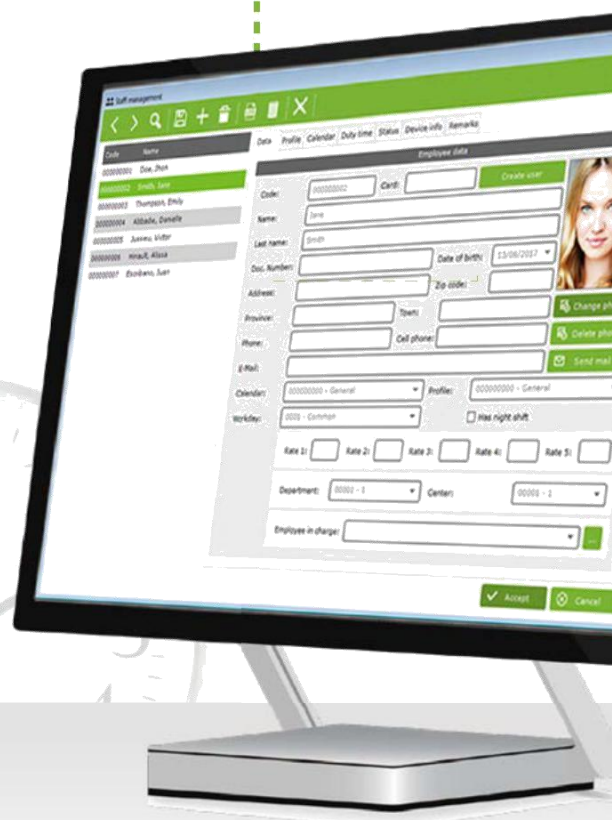 Staff management
Code Name
000000001 Doe, Jhon
000000002 Smith, Jane
000000003 Thompson, Emily
000000004 Abbade, Danielle
000000005 Juanmu, Victor
000000006 Hinault, Alissa
000000007 Escribano, Juan
Data Profile Calendar Duty time Status Device info Remarks
Employee data
Code: 000000002 Card: Create user
Name: Jane
Last name: Smith
Doc. Number: Date of birth: 13/06/2017
Address: Zip code:
Province: Town:
Phone: Cell phone:
E-Mail:
Change ph
Delete pho
Send mail
Calendar: 000000000 - General Profile: 000000000 - General
Workday: 0001 - Common Has night shift
Rate 1: Rate 2: Rate 3: Rate 4: Rate 5:
Department: 00001 - 1 Center: 00001 - 1
Employee in charge: ...
Accept Cancel